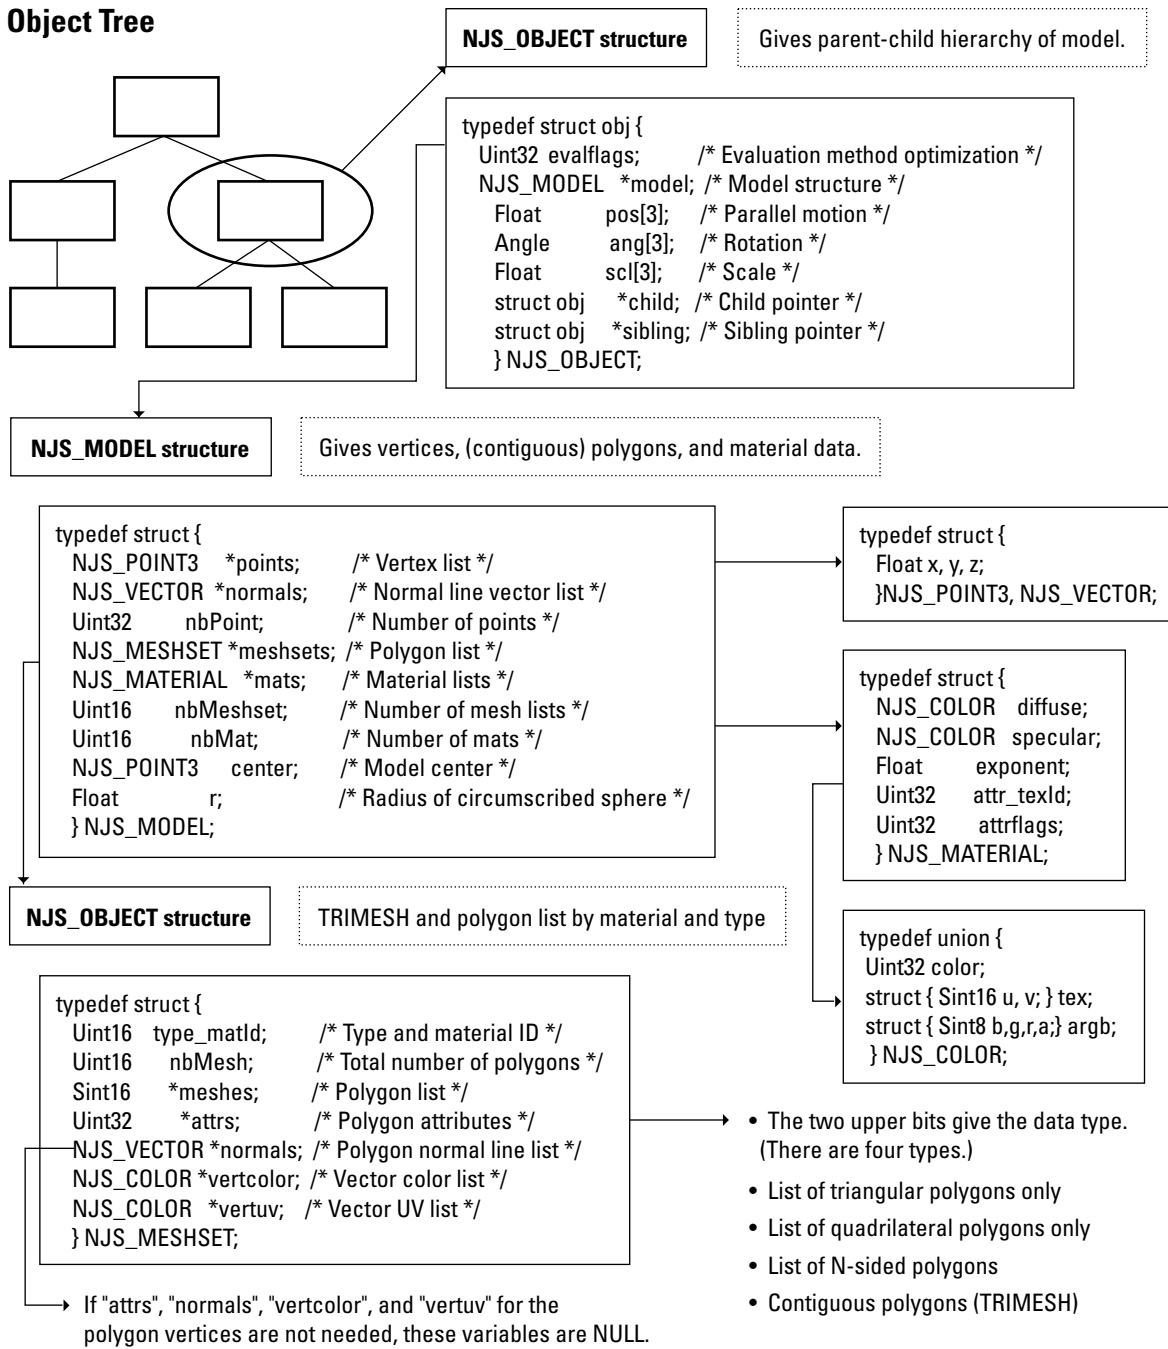 Object Tree
NJS_OBJECT structure
Gives parent-child hierarchy of model.
typedef struct obj {
Uint32 evalflags; /* Evaluation method optimization */
NJS_MODEL *model; /* Model structure */
Float pos[3]; /* Parallel motion */
Angle ang[3]; /* Rotation */
Float scl[3]; /* Scale */
struct obj *child; /* Child pointer */
struct obj *sibling; /* Sibling pointer */
} NJS_OBJECT;
NJS_MODEL structure
Gives vertices, (contiguous) polygons, and material data.
typedef struct {
NJS_POINT3 *points; /* Vertex list */
NJS_VECTOR *normals; /* Normal line vector list */
Uint32 nbPoint; /* Number of points */
NJS_MESHSET *meshsets; /* Polygon list */
NJS_MATERIAL *mats; /* Material lists */
Uint16 nbMeshset; /* Number of mesh lists */
Uint16 nbMat; /* Number of mats */
NJS_POINT3 center; /* Model center */
Float r; /* Radius of circumscribed sphere */
} NJS_MODEL;
typedef struct {
Float x, y, z;
}NJS_POINT3, NJS_VECTOR;
typedef struct {
NJS_COLOR diffuse;
NJS_COLOR specular;
Float exponent;
Uint32 attr_texId;
Uint32 attrflags;
} NJS_MATERIAL;
NJS_OBJECT structure
TRIMESH and polygon list by material and type
typedef union {
Uint32 color;
struct { Sint16 u, v; } tex;
struct { Sint8 b,g,r,a;} argb;
} NJS_COLOR;
typedef struct {
Uint16 type_matId; /* Type and material ID */
Uint16 nbMesh; /* Total number of polygons */
Sint16 *meshes; /* Polygon list */
Uint32 *attrs; /* Polygon attributes */
NJS_VECTOR *normals; /* Polygon normal line list */
NJS_COLOR *vertcolor; /* Vector color list */
NJS_COLOR *vertuv; /* Vector UV list */
} NJS_MESHSET;
• The two upper bits give the data type.
(There are four types.)
• List of triangular polygons only
• List of quadrilateral polygons only
• List of N-sided polygons
• Contiguous polygons (TRIMESH)
If "attrs", "normals", "vertcolor", and "vertuv" for the
polygon vertices are not needed, these variables are NULL.